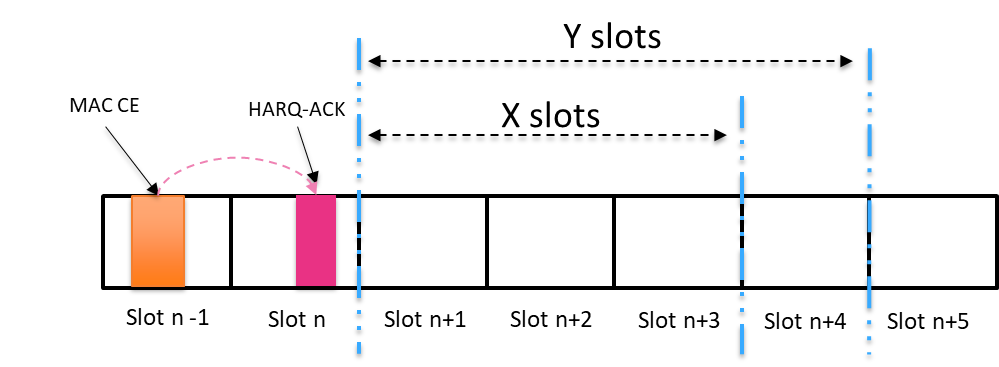 Y slots
MAC CE
HARQ-ACK
X slots
Slot n -1
Slot n
Slot n+1
Slot n+2
Slot n+3
Slot n+4
Slot n+5